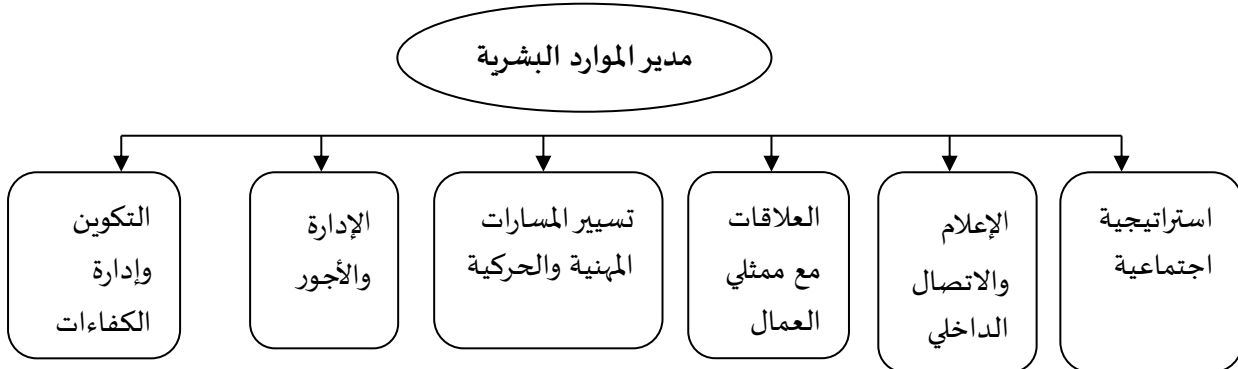 مدير الموارد البشرية
استراتيجية
اجتماعية
الإعلام
والاتصال
الداخلي
العلاقات
مع ممثلي
العمال
تسيير المسارات
المهنية والحركية
الإدارة
والأجور
التكوين
وإدارة
الكفاءات